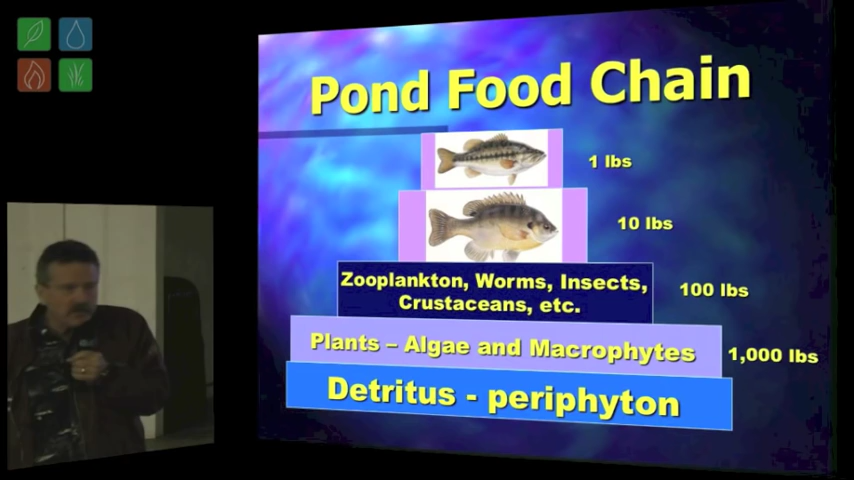 Pond Food Chain
1 lbs
10 lbs
Zooplankton, Worms, Insects,
Crustaceans, etc.
100 lbs
Plants – Algae and Macrophytes
1,000 lbs
Detritus - periphyton